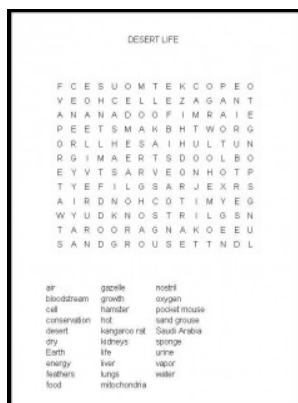 DESERT LIFE
F C E S U O M T E K C O P E O
V E O H C E L L E Z A G A N T
A N A N A D O O F I M R A I E
P E E T S M A K B H T W O R G
O R L L H E S A I H U L T U N
R G I M A E R T S D O O L B O
E Y V T S A R V E O N H O T P
T Y E F I L G S A R J E X R S
A I R D N O H C O T I M Y E G
W Y U D K N O S T R I L G S N
T A R O O R A G N A K O E E U
S A N D G R O U S E T T N D L
air gazelle nostril
bloodstream growth oxygen
cell hamster pocket mouse
conservation hot sand grouse
desert kangaroo rat Saudi Arabia
dry kidneys sponge
Earth life urine
energy liver vapor
feathers lungs water
food mitochondria